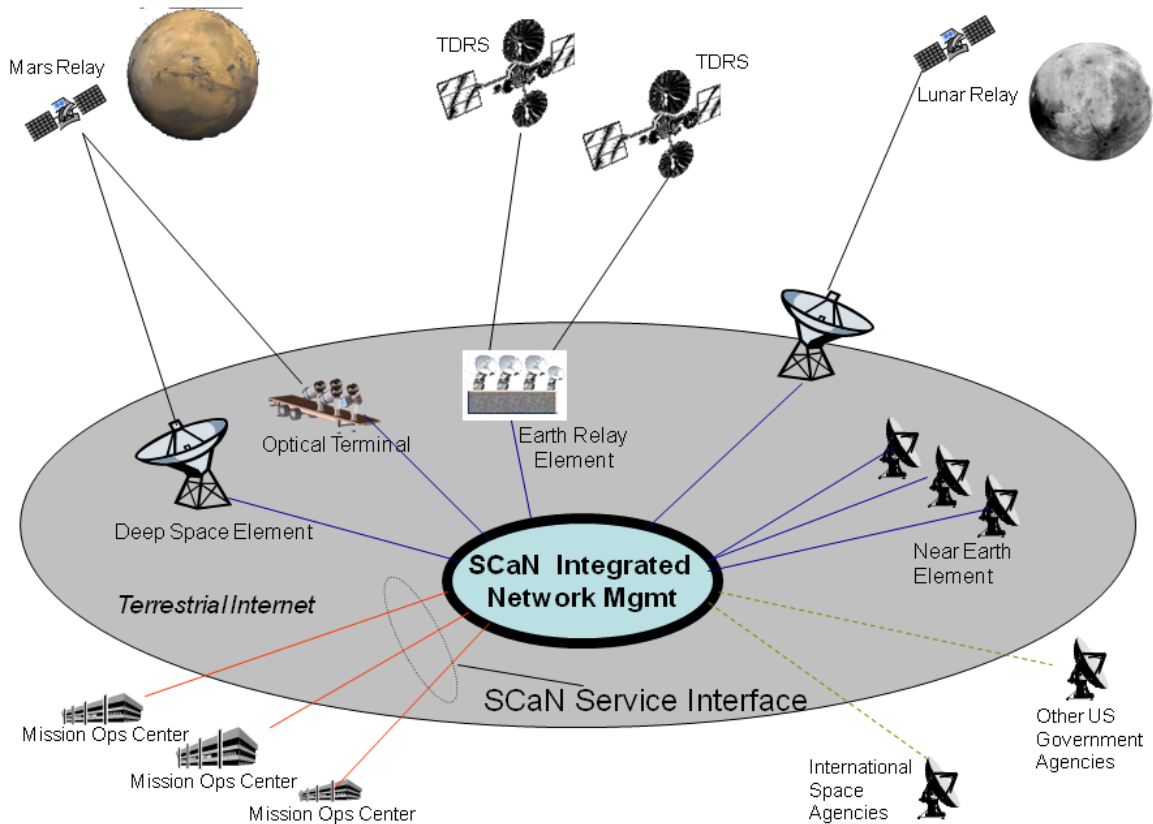 TDRS
Mars Relay
TDRS
Lunar Relay
Optical Terminal
Earth Relay
Element
Deep Space Element
Near Earth
Element
SCaN Integrated
Network Mgmt
Terrestrial Internet
SCaN Service Interface
Mission Ops Center
Mission Ops Center
Mission Ops Center
Other US
Government
Agencies
International
Space
Agencies